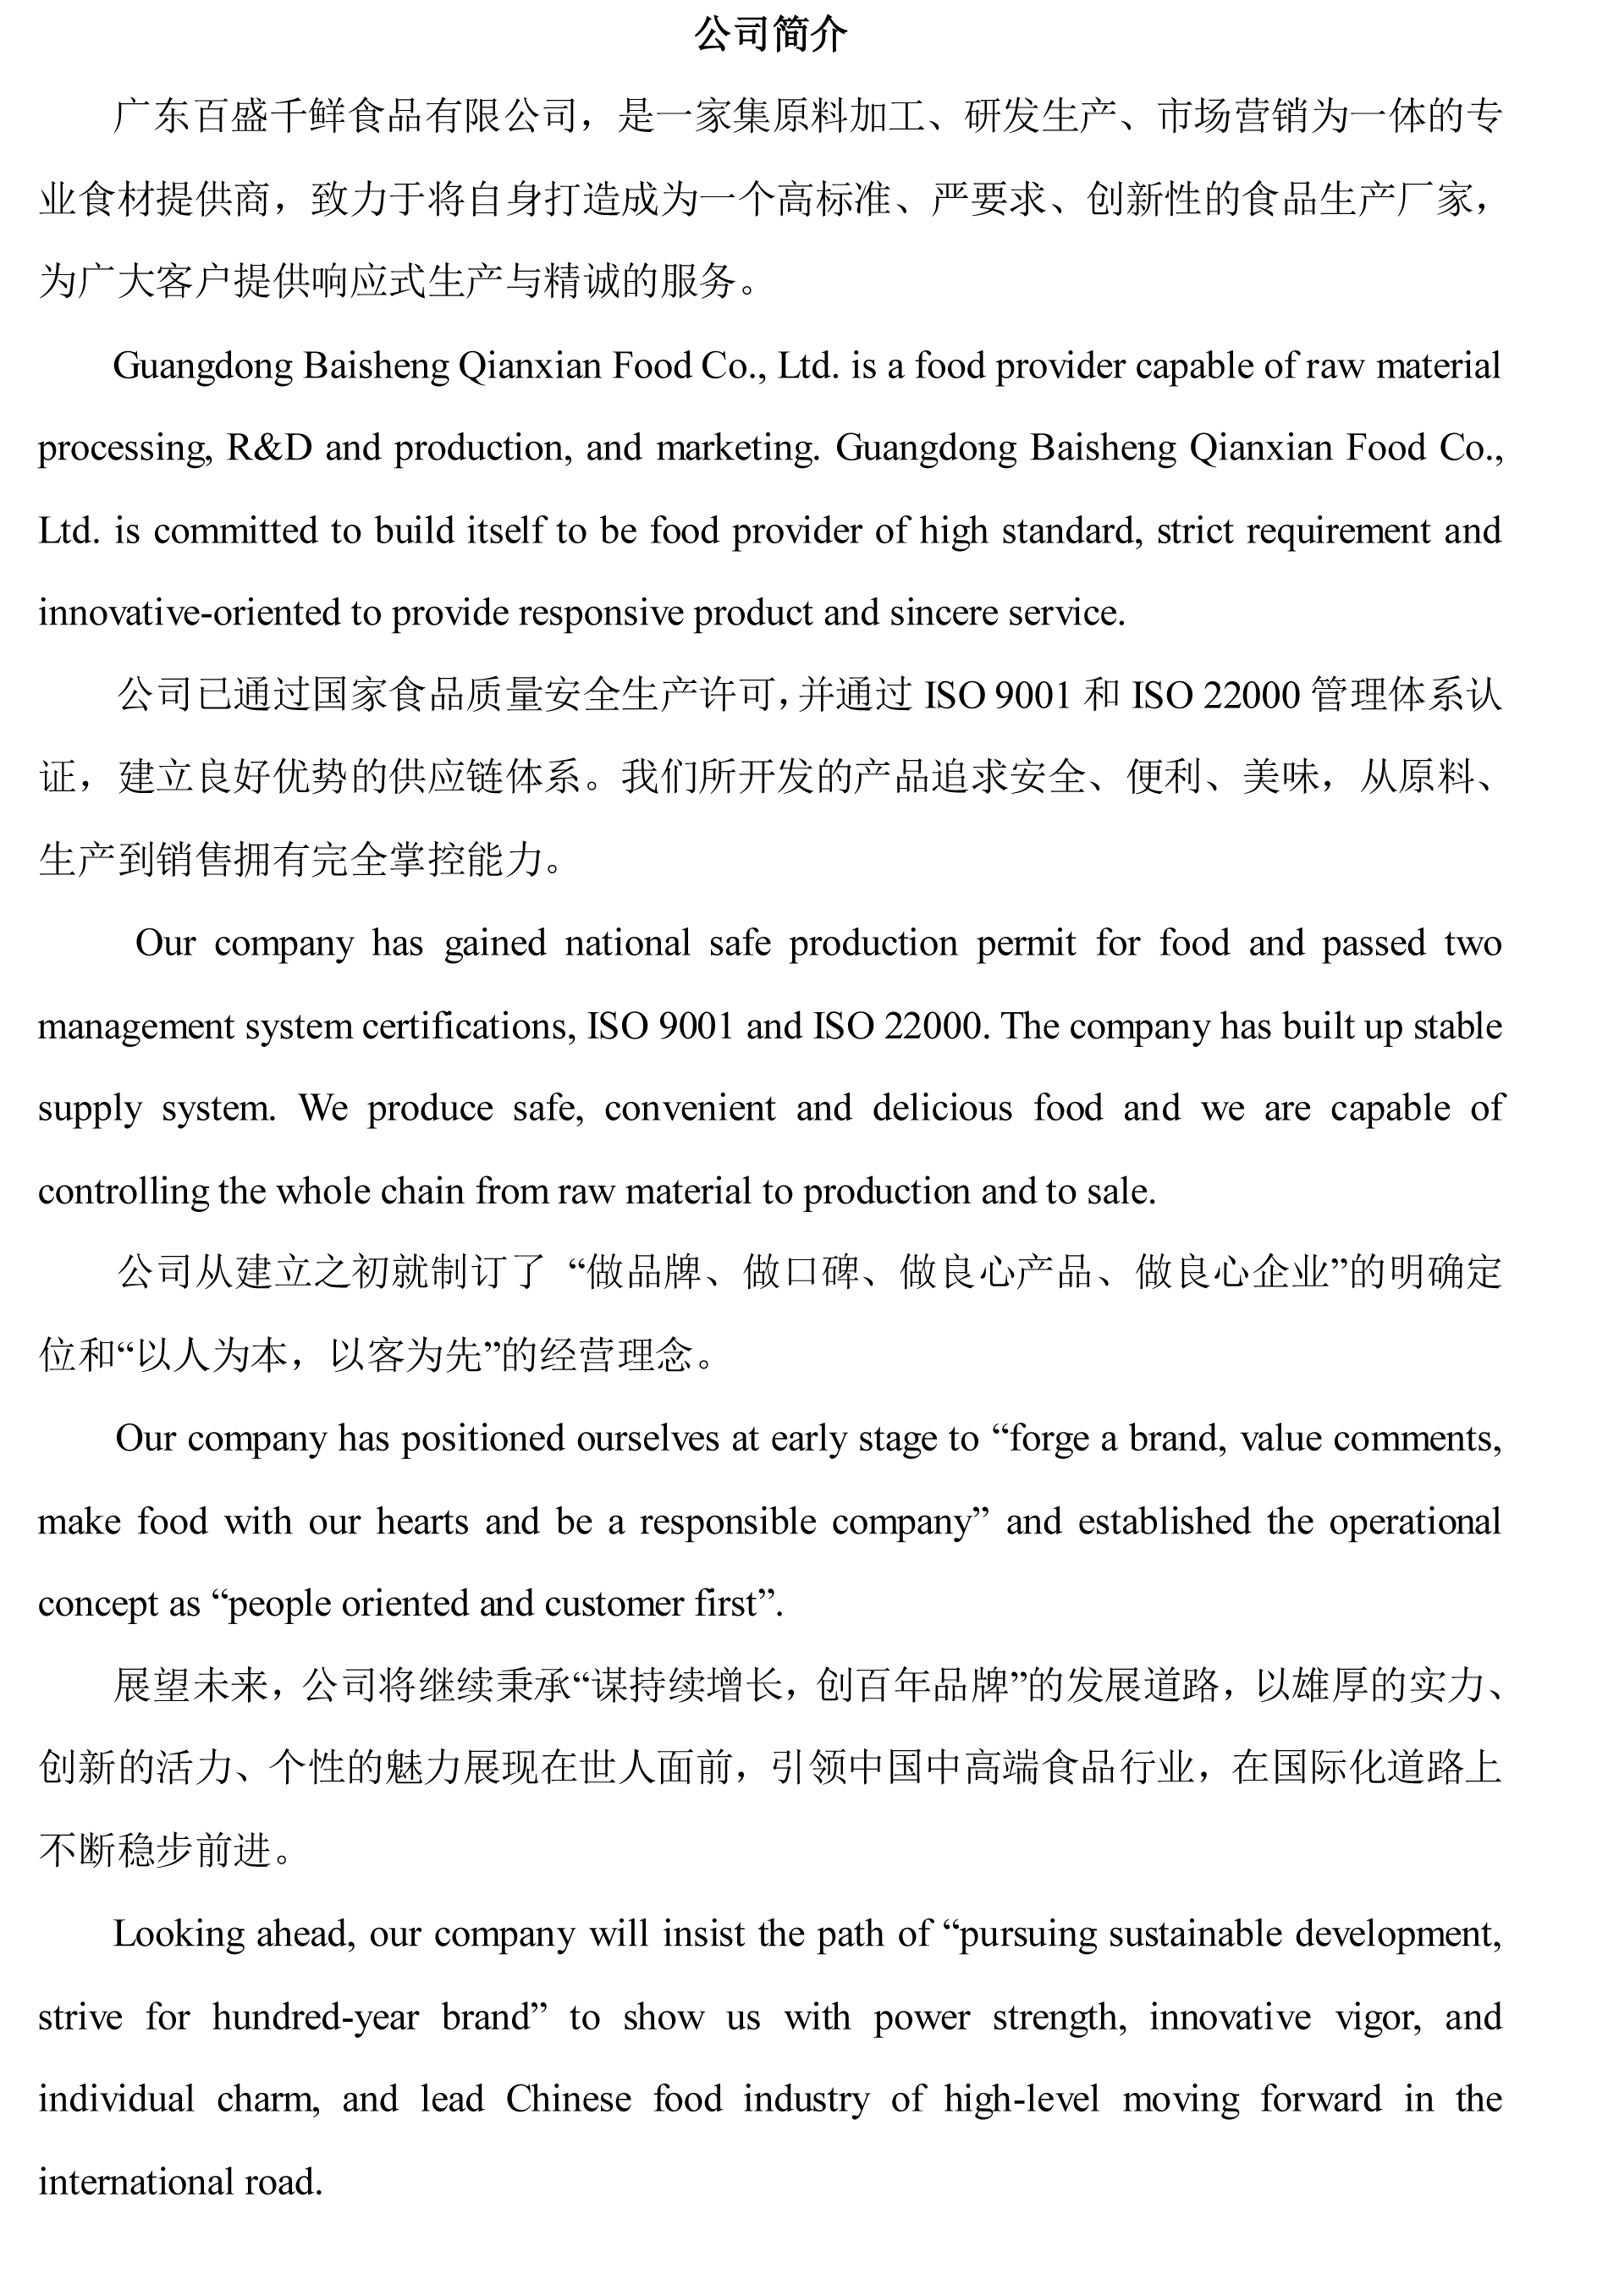 公司简介
广东百盛千鲜食品有限公司，是一家集原料加工、研发生产、市场营销为一体的专
业食材提供商，致力于将自身打造成为一个高标准、严要求、创新性的食品生产厂家，
为广大客户提供响应式生产与精诚的服务。
Guangdong Baisheng Qianxian Food Co., Ltd. is a food provider capable of raw material
processing, R&D and production, and marketing. Guangdong Baisheng Qianxian Food Co.,
Ltd. is committed to build itself to be food provider of high standard, strict requirement and
innovative-oriented to provide responsive product and sincere service.
公司已通过国家食品质量安全生产许可，并通过 ISO 9001 和 ISO 22000 管理体系认
证，建立良好优势的供应链体系。我们所开发的产品追求安全、便利、美味，从原料、
生产到销售拥有完全掌控能力。
Our company has gained national safe production permit for food and passed two
management system certifications, ISO 9001 and ISO 22000. The company has built up stable
supply system. We produce safe, convenient and delicious food and we are capable of
controlling the whole chain from raw material to production and to sale.
公司从建立之初就制订了 “做品牌、做口碑、做良心产品、做良心企业”的明确定
位和“以人为本，以客为先”的经营理念。
Our company has positioned ourselves at early stage to “forge a brand, value comments,
make food with our hearts and be a responsible company” and established the operational
concept as “people oriented and customer first”.
展望未来，公司将继续秉承“谋持续增长，创百年品牌”的发展道路，以雄厚的实力、
创新的活力、个性的魅力展现在世人面前，引领中国中高端食品行业，在国际化道路上
不断稳步前进。
Looking ahead, our company will insist the path of “pursuing sustainable development,
strive for hundred-year brand” to show us with power strength, innovative vigor, and
individual charm, and lead Chinese food industry of high-level moving forward in the
international road.